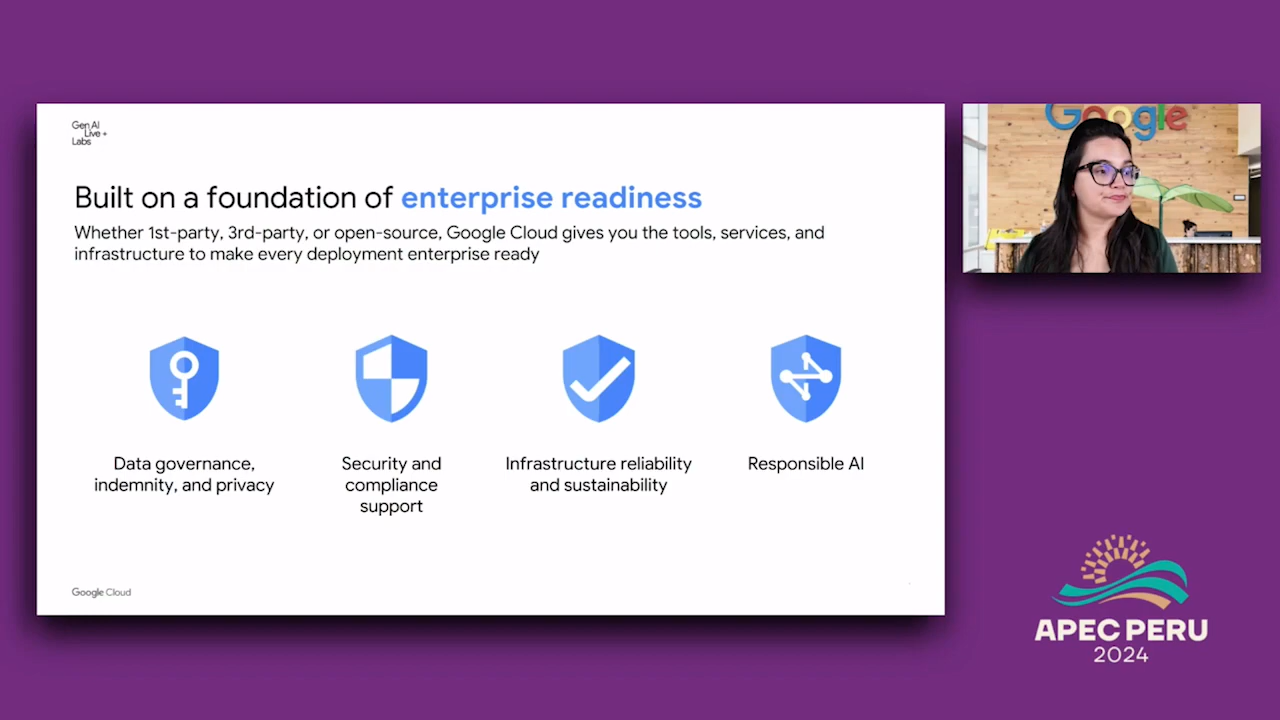 Gen AI
Live +
Labs
Built on a foundation of enterprise readiness
Whether 1st-party, 3rd-party, or open-source, Google Cloud gives you the tools, services, and
infrastructure to make every deployment enterprise ready
Data governance,
indemnity, and privacy
Security and
compliance
support
Infrastructure reliability
and sustainability
Responsible AI
Google Cloud
Google
APEC PERU
2024